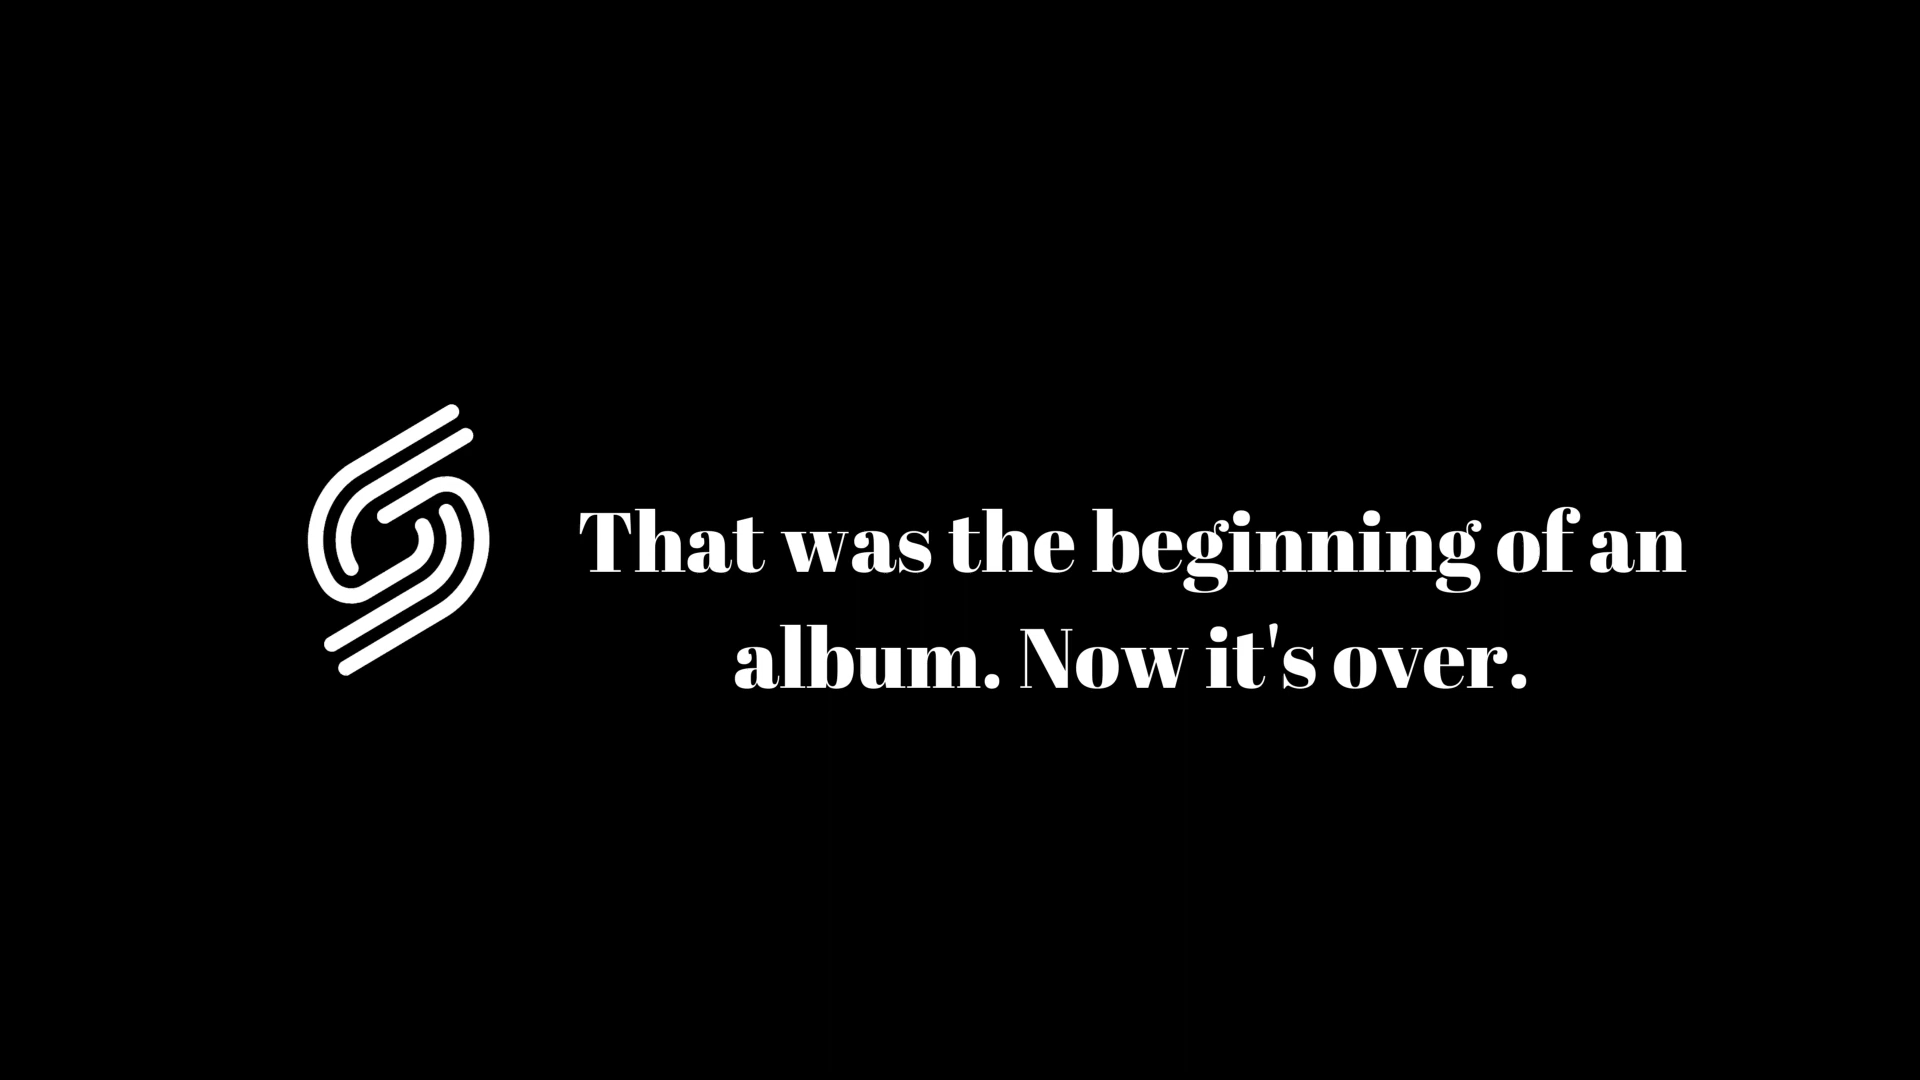 That was the beginning of an
album. Now it's over.